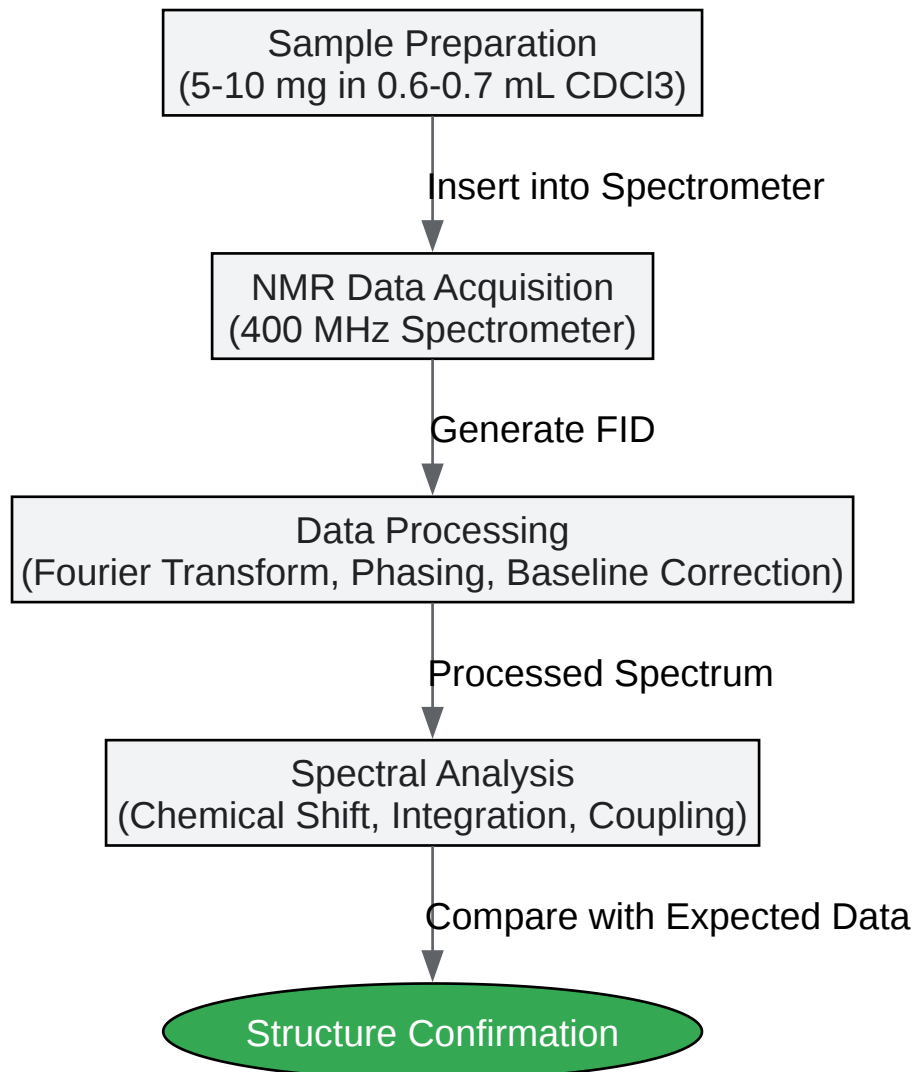 Sample Preparation
(5-10 mg in 0.6-0.7 mL CDCl3)
Insert into Spectrometer
NMR Data Acquisition
(400 MHz Spectrometer)
Generate FID
Data Processing
(Fourier Transform, Phasing, Baseline Correction)
Processed Spectrum
Spectral Analysis
(Chemical Shift, Integration, Coupling)
Compare with Expected Data
Structure Confirmation